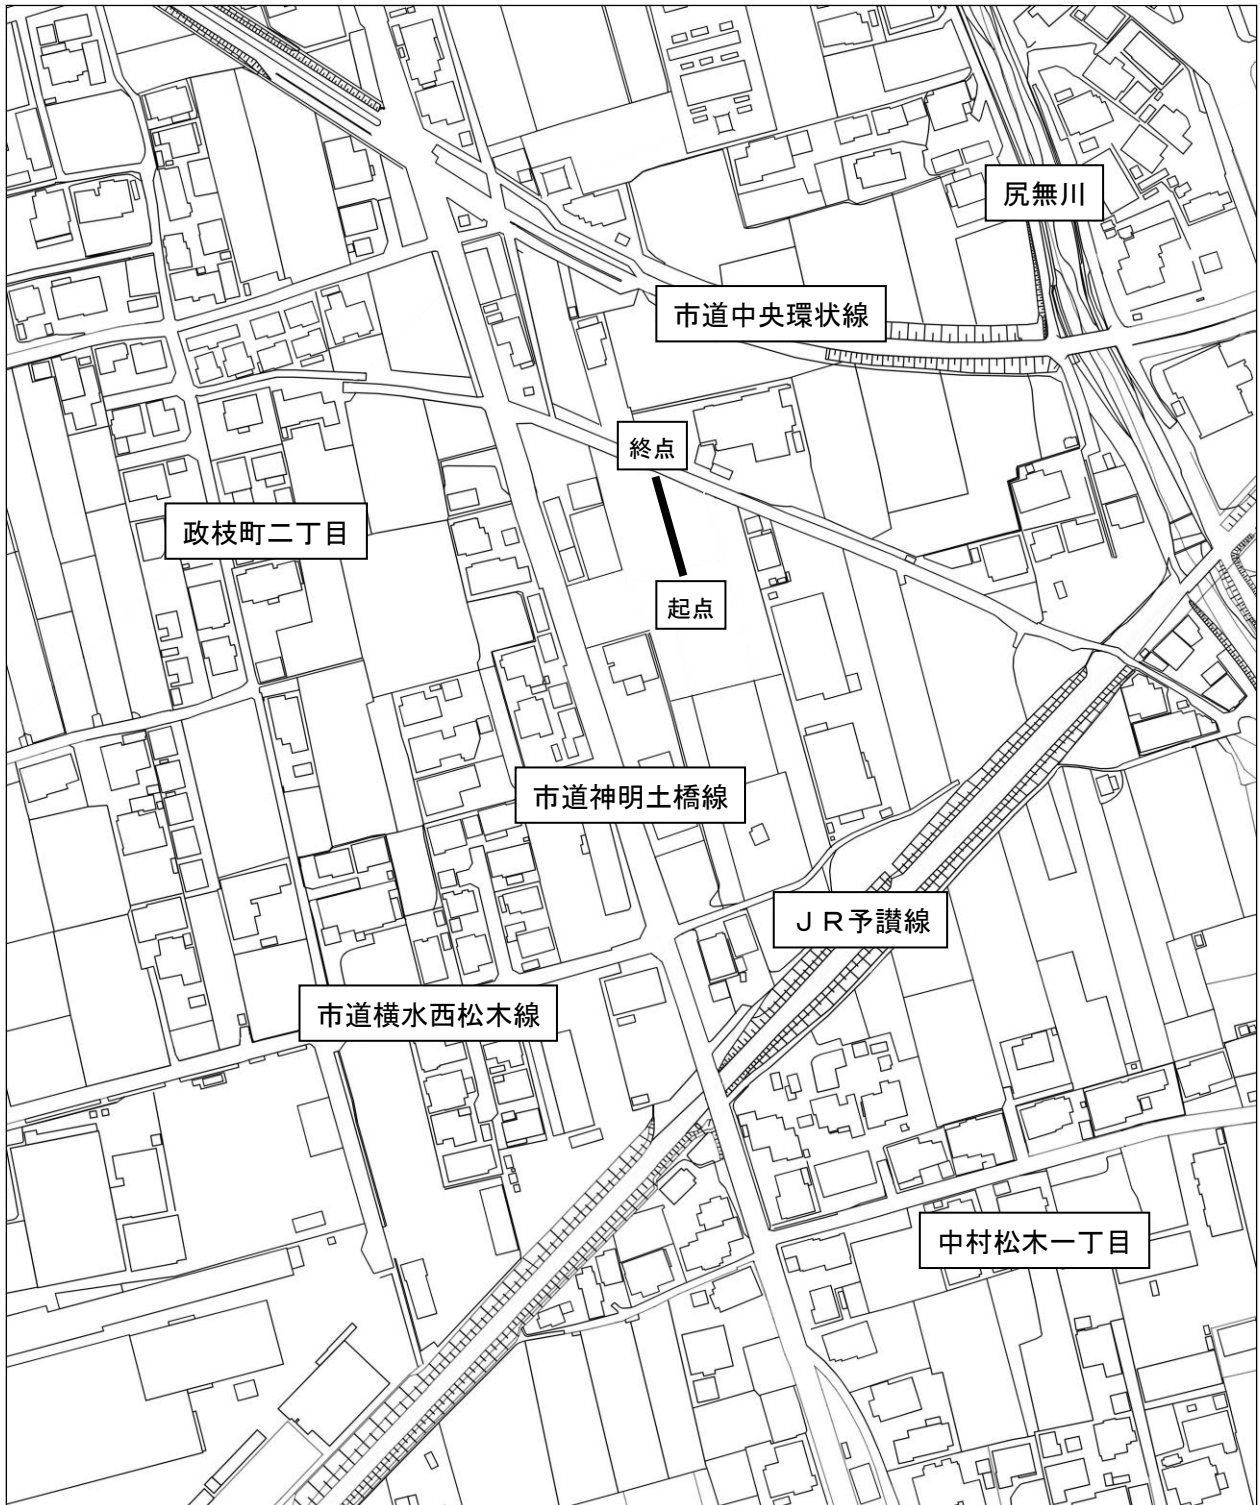 尻無川
市道中央環状線
終点
政枝町二丁目
起点
市道神明土橋線
ＪＲ予讃線
市道横水西松木線
中村松木一丁目